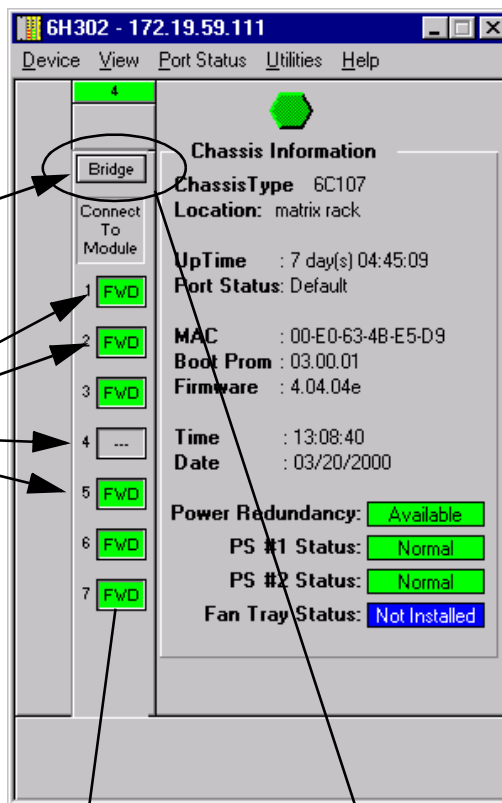 6H302 - 172.19.59.111
Device View Port Status Utilities Help
4
Bridge
Connect
To
Module
1 FWD
2 FWD
3 FWD
4 ---
5 FWD
6 FWD
7 FWD
Chassis Information
ChassisType 6C107
Location: matrix rack
UpTime : 7 day(s) 04:45:09
Port Status: Default
MAC : 00-E0-63-4B-E5-D9
Boot Prom : 03.00.01
Firmware : 4.04.04e
Time : 13:08:40
Date : 03/20/2000
Power Redundancy: Available
PS #1 Status: Normal
PS #2 Status: Normal
Fan Tray Status: Not Installed